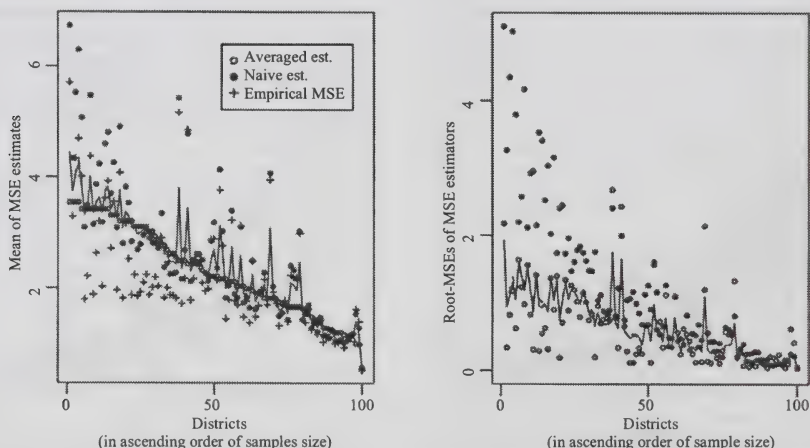 Mean of MSE estimates
6
4
2
Averaged est.
Naive est.
Empirical MSE
0
50
100
Districts
(in ascending order of samples size)
Root-MSEs of MSE estimators
4
2
0
0
50
100
Districts
(in ascending order of sample size)